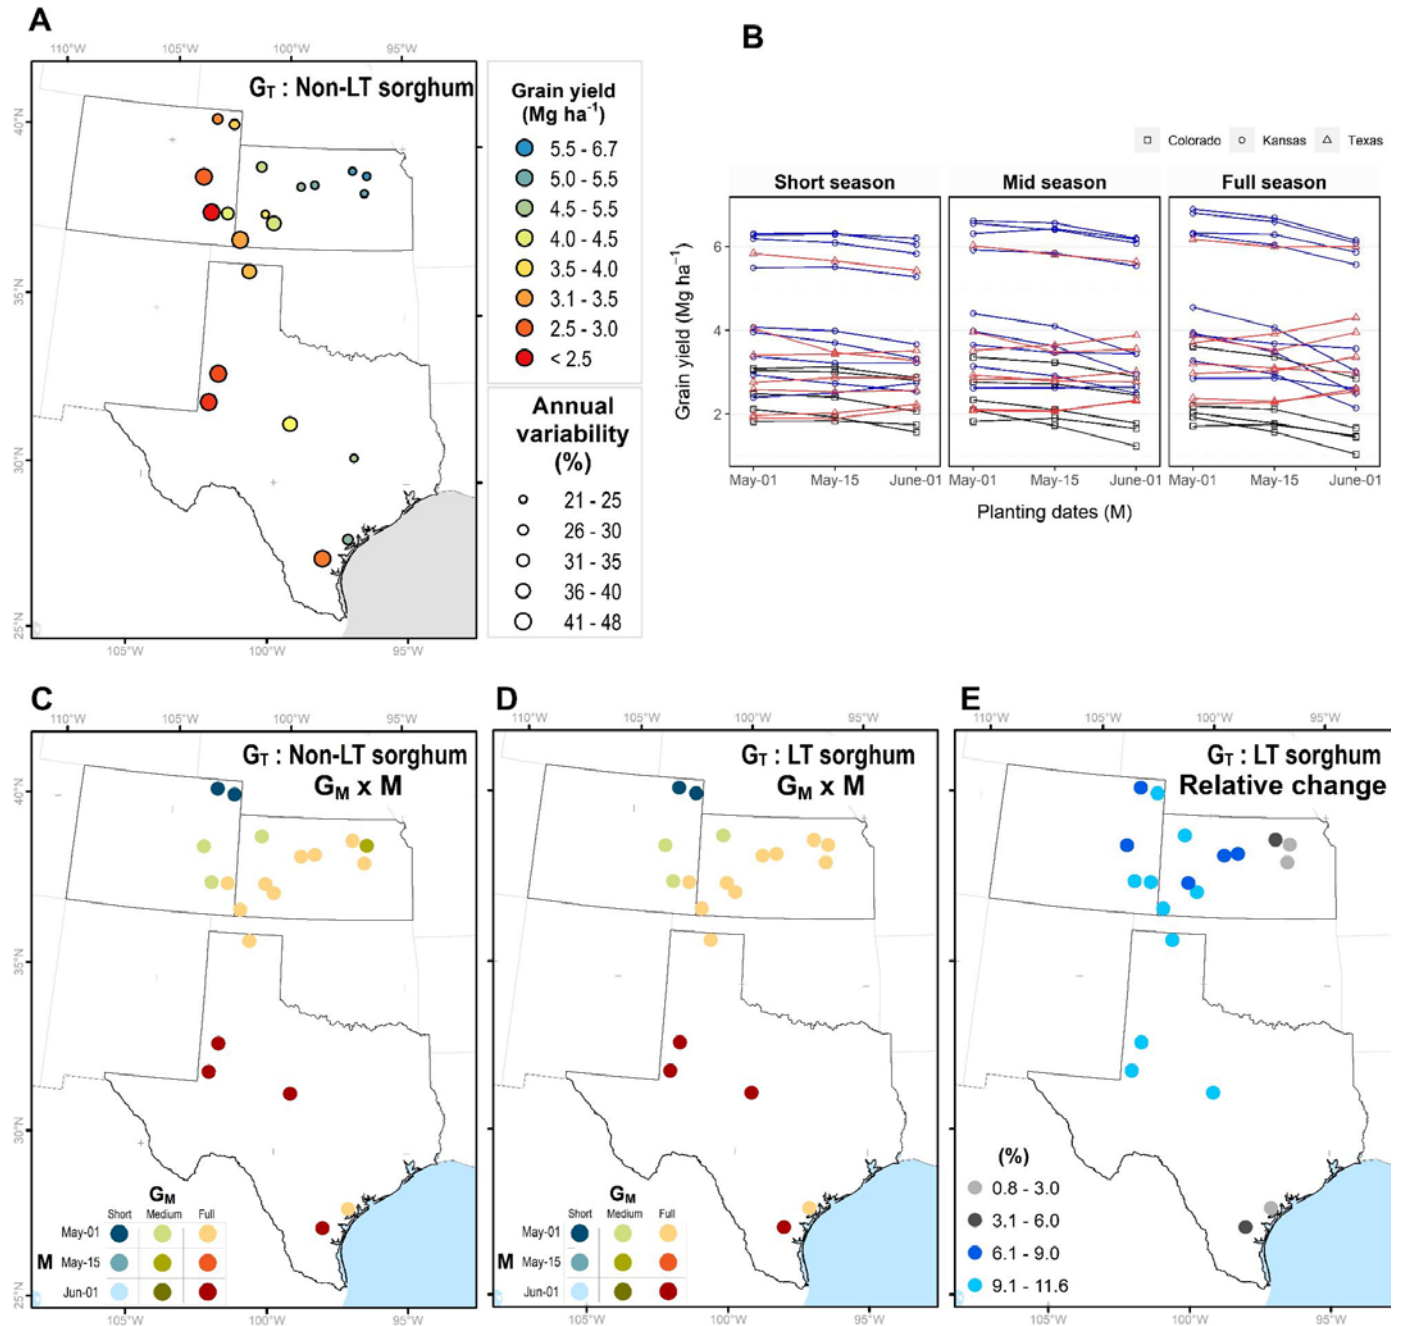 A
110°W 105°W 100°W 95°W
G_T : Non-LT sorghum
40°N
35°N
30°N
25°N
105°W 100°W 95°W
Grain yield
(Mg ha⁻¹)
5.5 - 6.7
5.0 - 5.5
4.5 - 5.5
4.0 - 4.5
3.5 - 4.0
3.1 - 3.5
2.5 - 3.0
< 2.5
Annual
variability
(%)
21 - 25
26 - 30
31 - 35
36 - 40
41 - 48
B
Colorado Kansas Texas
Short season Mid season Full season
Grain yield (Mg ha⁻¹)
6
4
2
May-01 May-15 June-01 May-01 May-15 June-01 May-01 May-15 June-01
Planting dates (M)
C
110°W 105°W 100°W 95°W
G_T : Non-LT sorghum
G_M x M
40°N
35°N
30°N
25°N
G_M
Short Medium Full
May-01
M May-15
Jun-01
105°W 100°W 95°W
D
110°W 105°W 100°W 95°W
G_T : LT sorghum
G_M x M
G_M
Short Medium Full
May-01
M May-15
Jun-01
105°W 100°W 95°W
E
110°W 105°W 100°W 95°W
G_T : LT sorghum
Relative change
(%)
0.8 - 3.0
3.1 - 6.0
6.1 - 9.0
9.1 - 11.6
105°W 100°W 95°W